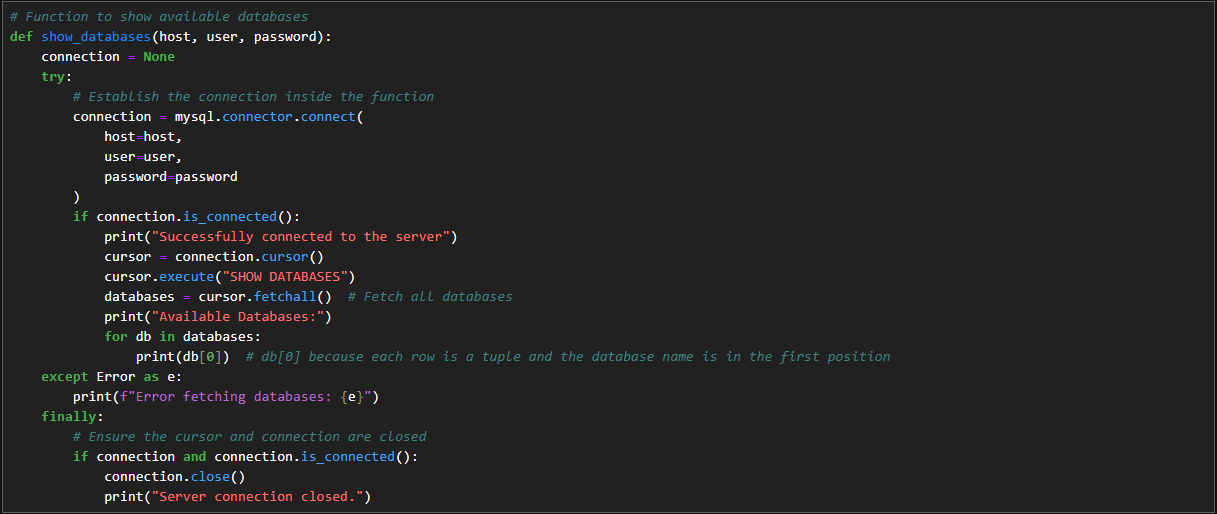 # Function to show available databases
def show_databases(host, user, password):
    connection = None
    try:
        # Establish the connection inside the function
        connection = mysql.connector.connect(
            host=host,
            user=user,
            password=password
        )
        if connection.is_connected():
            print("Successfully connected to the server")
            cursor = connection.cursor()
            cursor.execute("SHOW DATABASES")
            databases = cursor.fetchall()  # Fetch all databases
            print("Available Databases:")
            for db in databases:
                print(db[0])  # db[0] because each row is a tuple and the database name is in the first position
    except Error as e:
        print(f"Error fetching databases: {e}")
    finally:
        # Ensure the cursor and connection are closed
        if connection and connection.is_connected():
            connection.close()
            print("Server connection closed.")